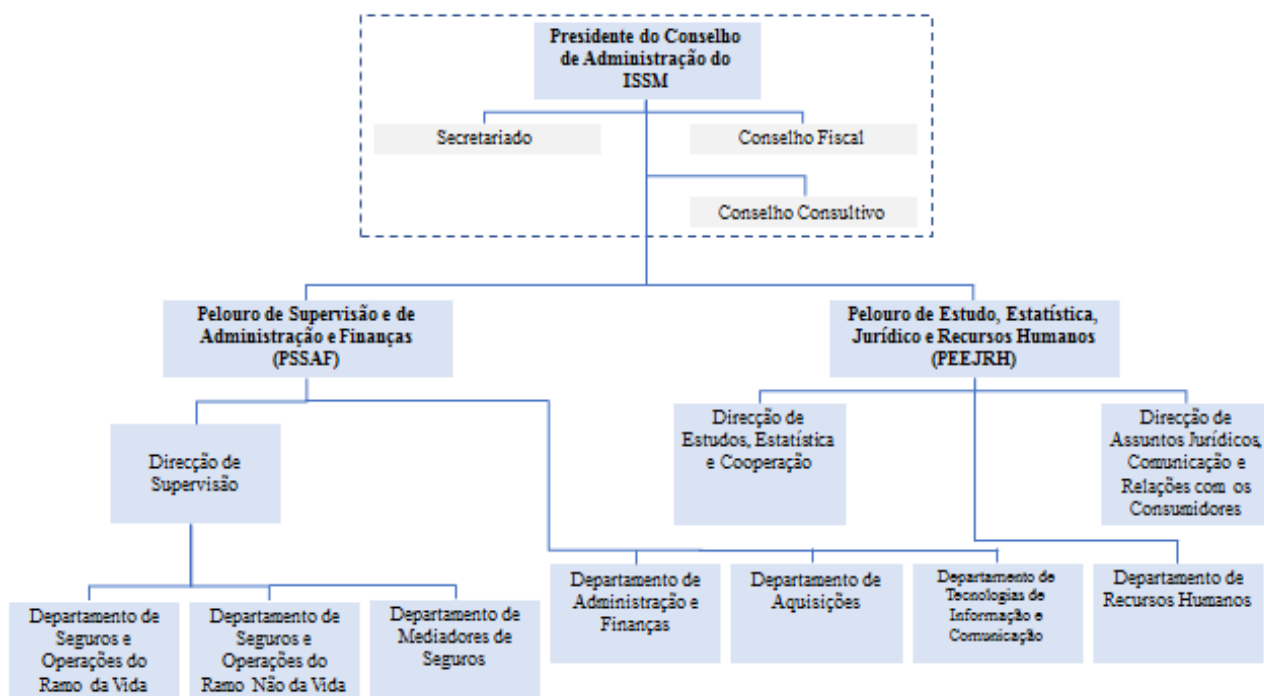 Presidente do Conselho
de Administração do
ISSM
Secretariado
Conselho Fiscal
Conselho Consultivo
Pelouro de Supervisão e de
Administração e Finanças
(PSSAF)
Pelouro de Estudo, Estatística,
Jurídico e Recursos Humanos
(PEEJRH)
Direcção de
Supervisão
Direcção de
Estudos, Estatística
e Cooperação
Direcção de
Assuntos Jurídicos,
Comunicação e
Relações com os
Consumidores
Departamento de
Administração e
Finanças
Departamento de
Aquisições
Departamento de
Tecnologias de
Informação e
Comunicação
Departamento de
Recursos Humanos
Departamento de
Seguros e
Operações do
Ramo da Vida
Departamento de
Seguros e
Operações do
Ramo Não da Vida
Departamento de
Mediadores de
Seguros